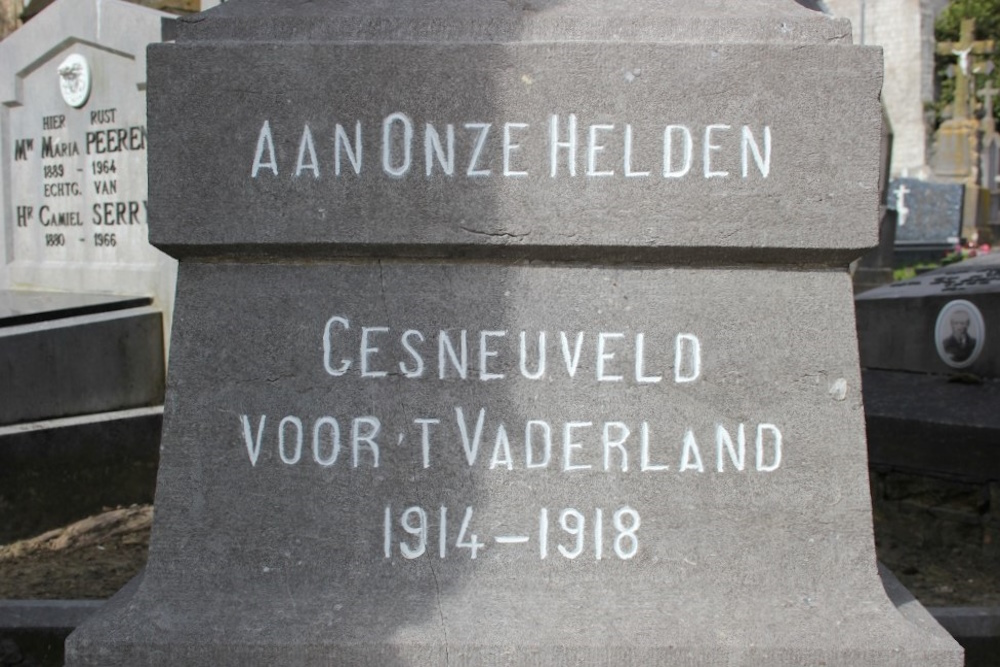 AAN ONZE HELDEN
GESNEUVELD
VOOR 'T VADERLAND
1914 - 1918
HIER RUST
MW MARIA PEEREN
1889 - 1964
ECHTG. VAN
HR CAMIEL SERRY
1880 - 1966